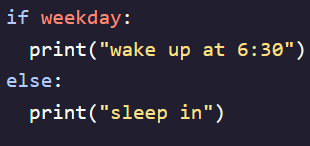 if weekday:
  print("wake up at 6:30")
else:
  print("sleep in")